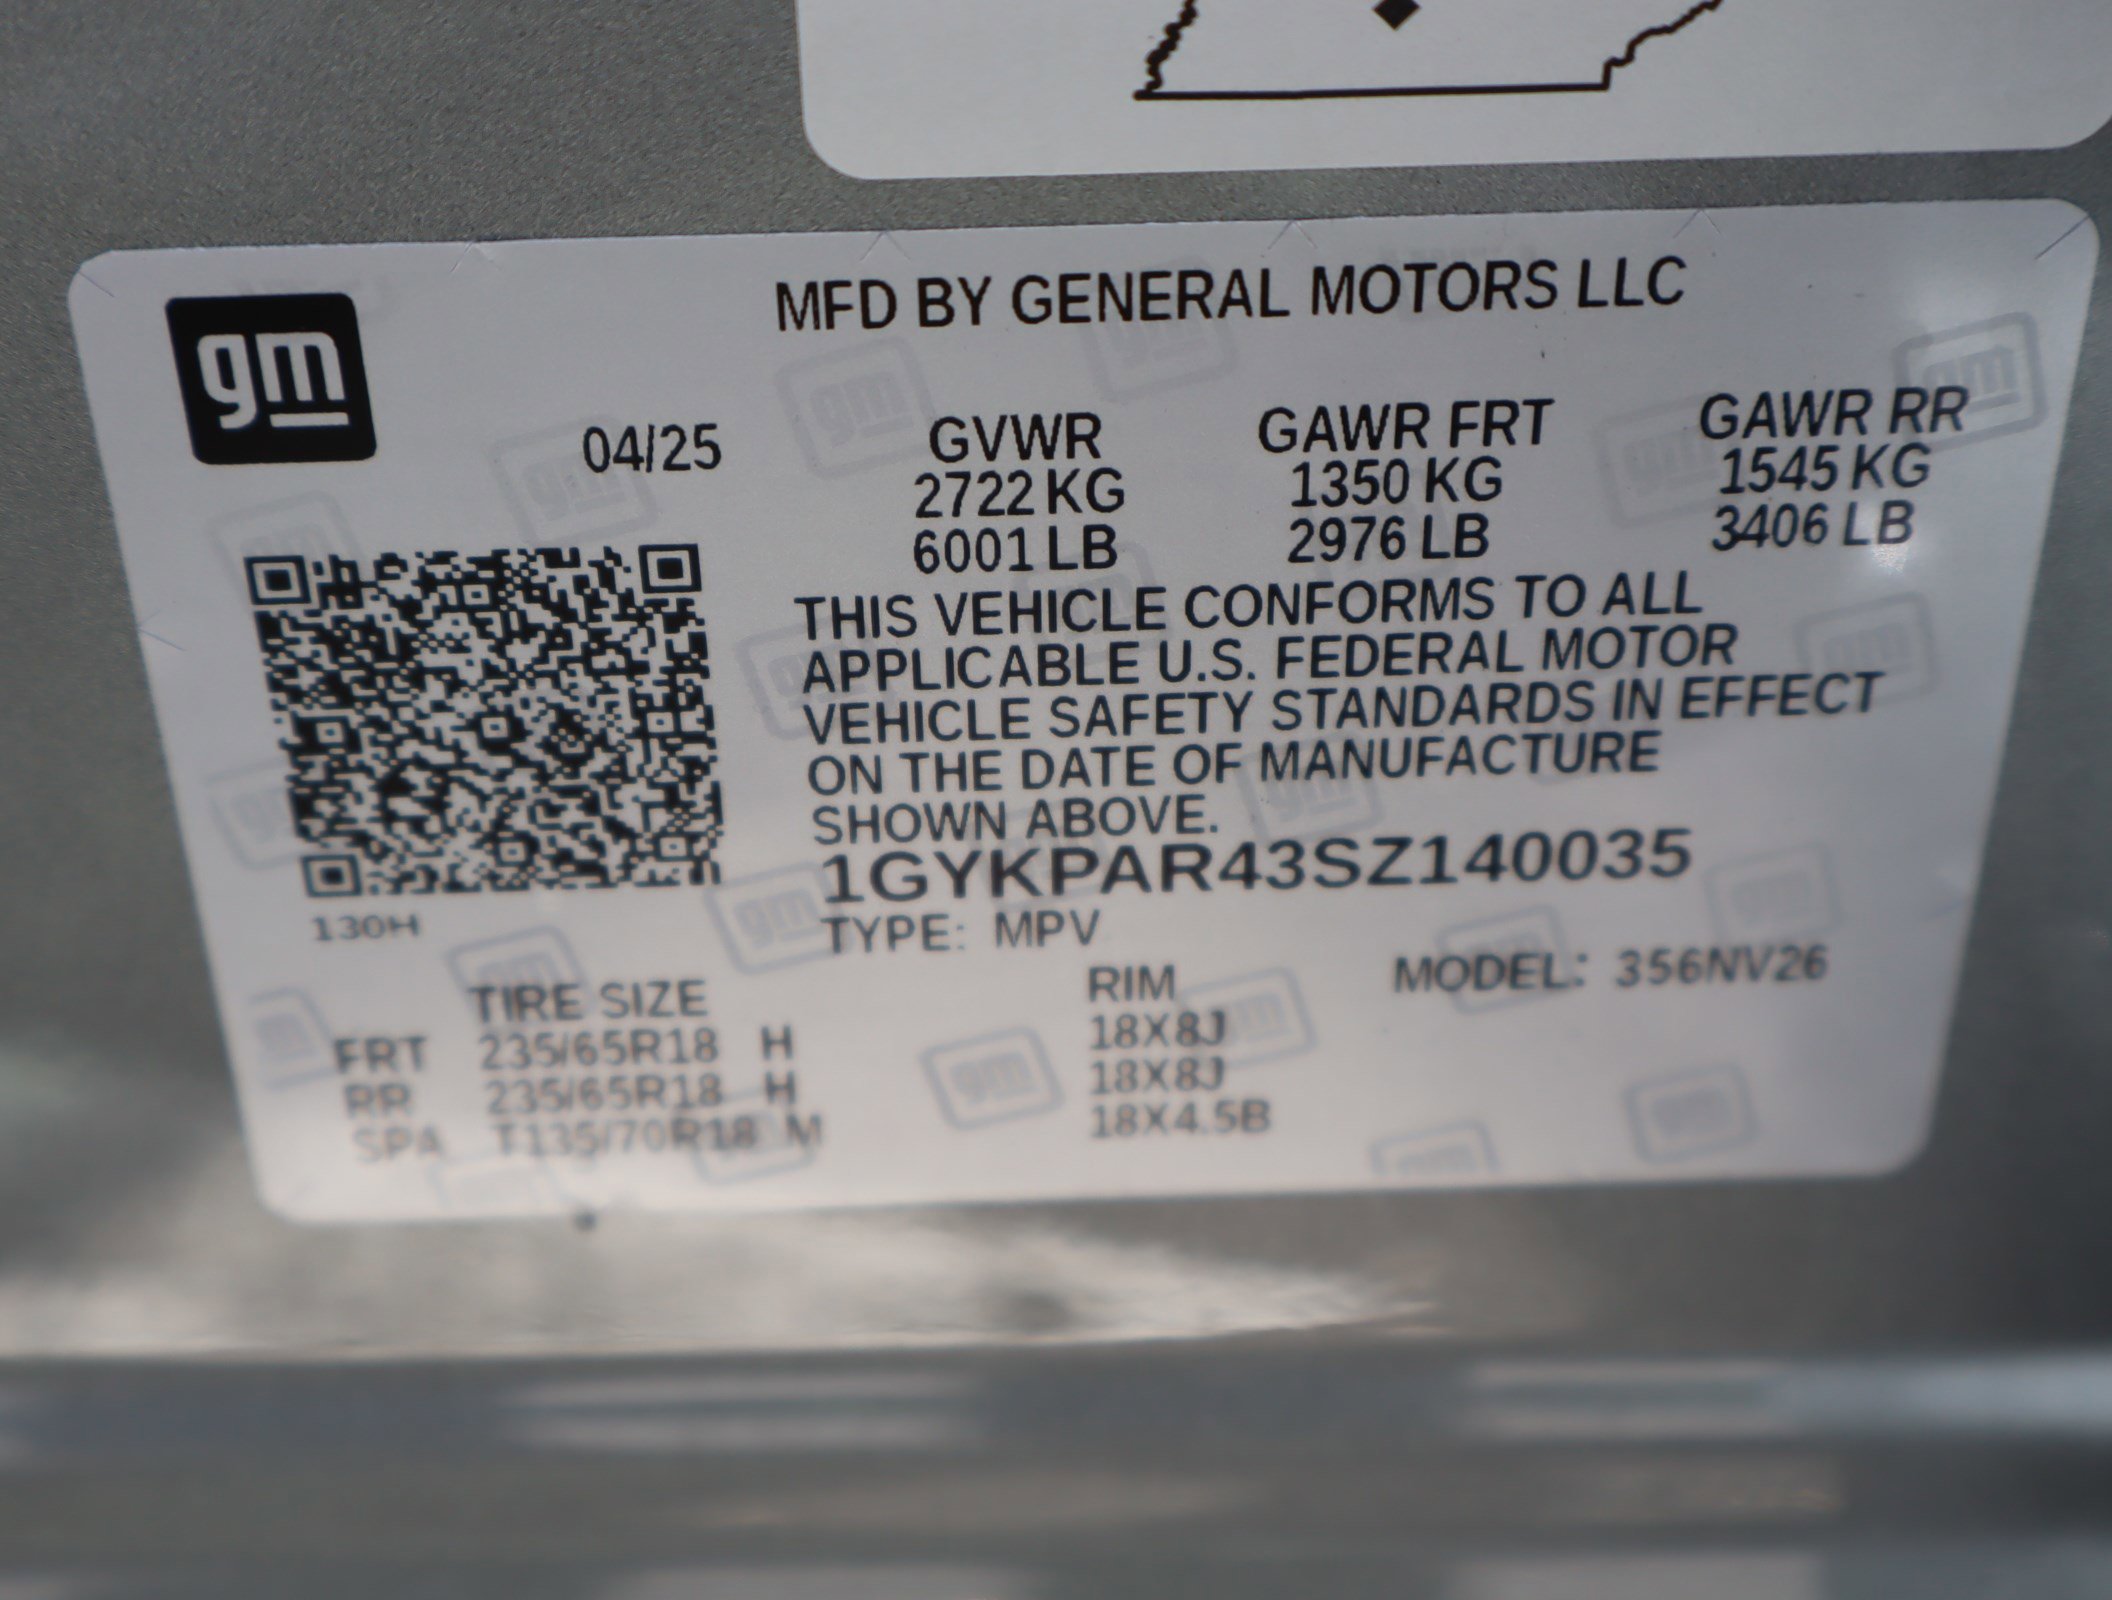 MFD BY GENERAL MOTORS LLC
gm
04/25 GVWR GAWR FRT GAWR RR
2722 KG 1350 KG 1545 KG
6001 LB 2976 LB 3406 LB
THIS VEHICLE CONFORMS TO ALL
APPLICABLE U.S. FEDERAL MOTOR
VEHICLE SAFETY STANDARDS IN EFFECT
ON THE DATE OF MANUFACTURE
SHOWN ABOVE.
1GYKPAR43SZ140035
130H
TYPE: MPV
MODEL: 356NV26
TIRE SIZE RIM
FRT 235/65R18 H 18X8J
RR 235/65R18 H 18X8J
SPA T135/70R18 M 18X4.5B